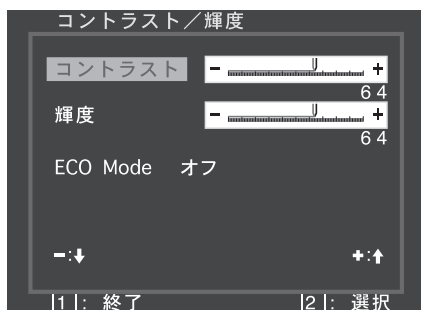 コントラスト／輝度
コントラスト - +
64
輝度 - +
64
ECO Mode オフ
-:⬇ +:⬆
|1|: 終了 |2|: 選択